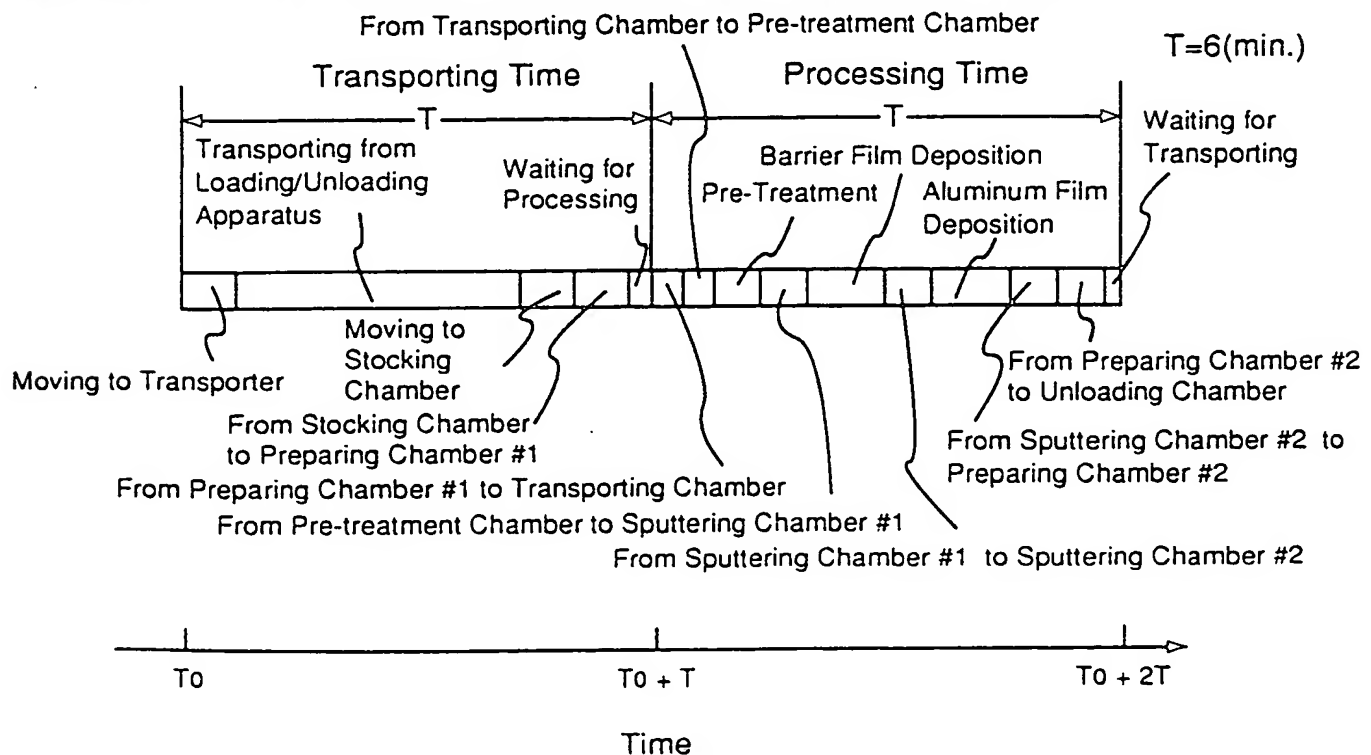 From Transporting Chamber to Pre-treatment Chamber
T=6(min.)
Transporting Time
Processing Time
T
T
Transporting from
Loading/Unloading
Apparatus
Waiting for
Processing
Barrier Film Deposition
Pre-Treatment
Aluminum Film
Deposition
Waiting for
Transporting
Moving to Transporter
Moving to
Stocking
Chamber
From Stocking Chamber
to Preparing Chamber #1
From Preparing Chamber #1 to Transporting Chamber
From Pre-treatment Chamber to Sputtering Chamber #1
From Sputtering Chamber #1 to Sputtering Chamber #2
From Preparing Chamber #2
to Unloading Chamber
From Sputtering Chamber #2 to
Preparing Chamber #2
To
To + T
To + 2T
Time